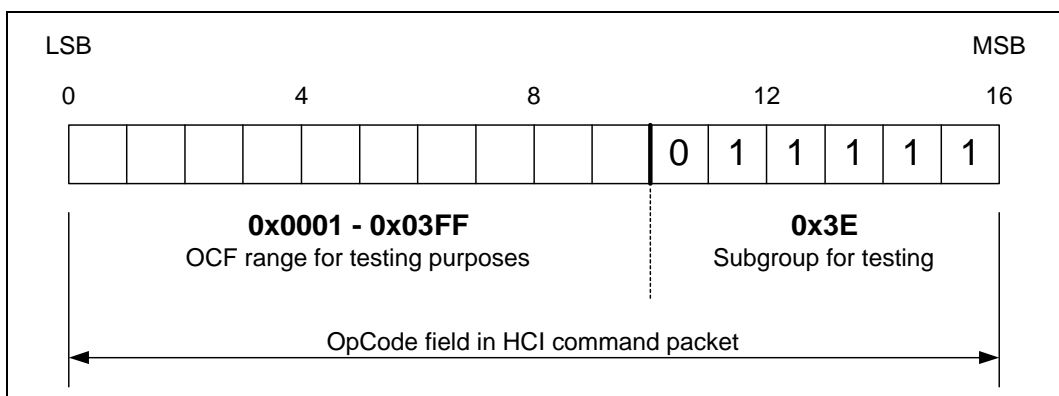 LSB MSB
0 4 8 12 16
0 1 1 1 1 1
0x0001 - 0x03FF 0x3E
OCF range for testing purposes Subgroup for testing
OpCode field in HCI command packet